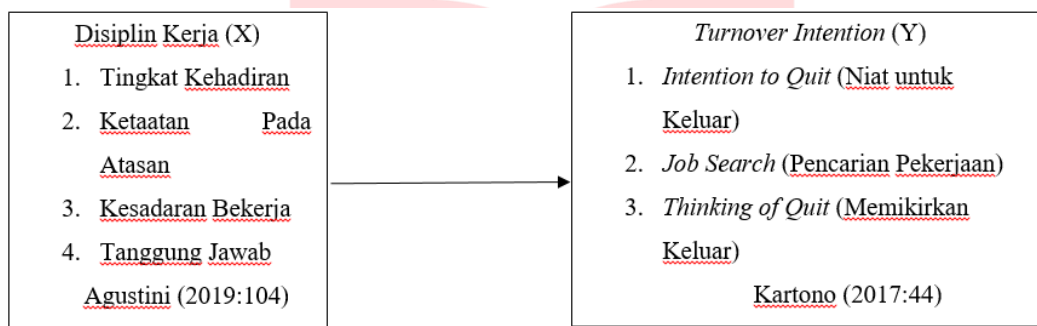 Disiplin Kerja (X)
1. Tingkat Kehadiran
2. Ketaatan Pada
Atasan
3. Kesadaran Bekerja
4. Tanggung Jawab
Agustini (2019:104)
Turnover Intention (Y)
1. Intention to Quit (Niat untuk
Keluar)
2. Job Search (Pencarian Pekerjaan)
3. Thinking of Quit (Memikirkan
Keluar)
Kartono (2017:44)